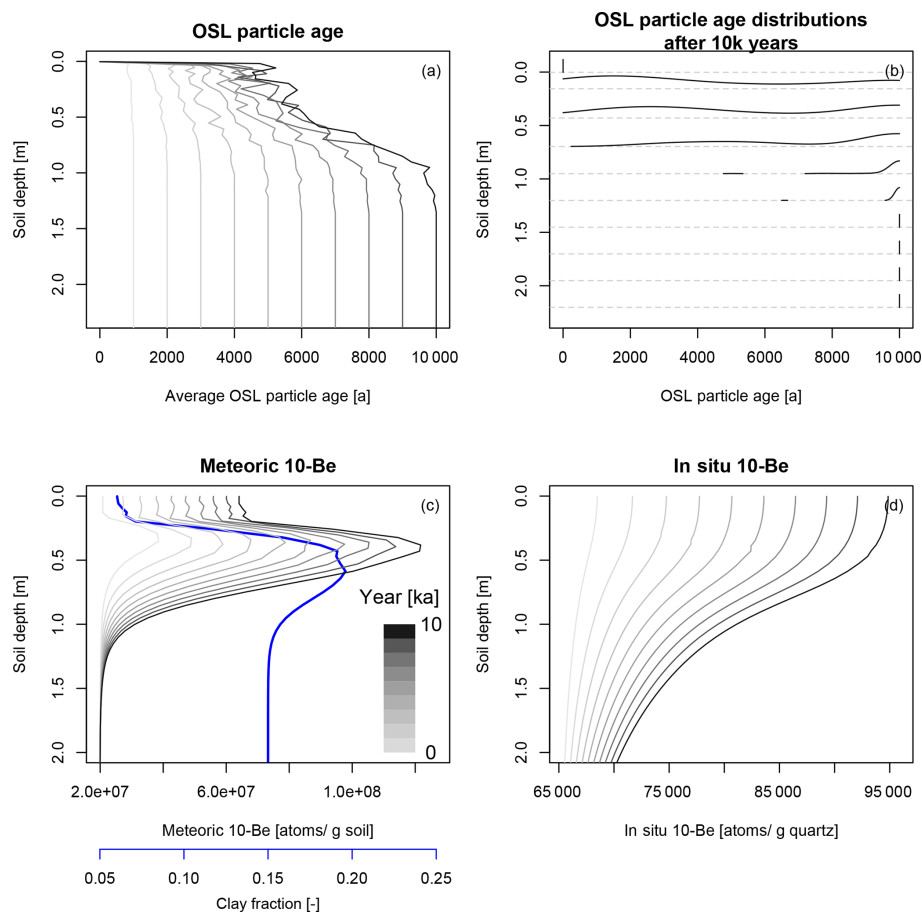 OSL particle age
(a)
0.0
0.5
1.0
1.5
2.0
Soil depth [m]
0 2000 4000 6000 8000 10 000
Average OSL particle age [a]
OSL particle age distributions
after 10k years
(b)
0.0
0.5
1.0
1.5
2.0
Soil depth [m]
0 2000 4000 6000 8000 10 000
OSL particle age [a]
Meteoric 10-Be
(c)
0.0
0.5
1.0
1.5
2.0
Soil depth [m]
Year [ka]
10
0
2.0e+07 6.0e+07 1.0e+08
Meteoric 10-Be [atoms/ g soil]
0.05 0.10 0.15 0.20 0.25
Clay fraction [-]
In situ 10-Be
(d)
0.0
0.5
1.0
1.5
2.0
Soil depth [m]
65 000 75 000 85 000 95 000
In situ 10-Be [atoms/ g quartz]